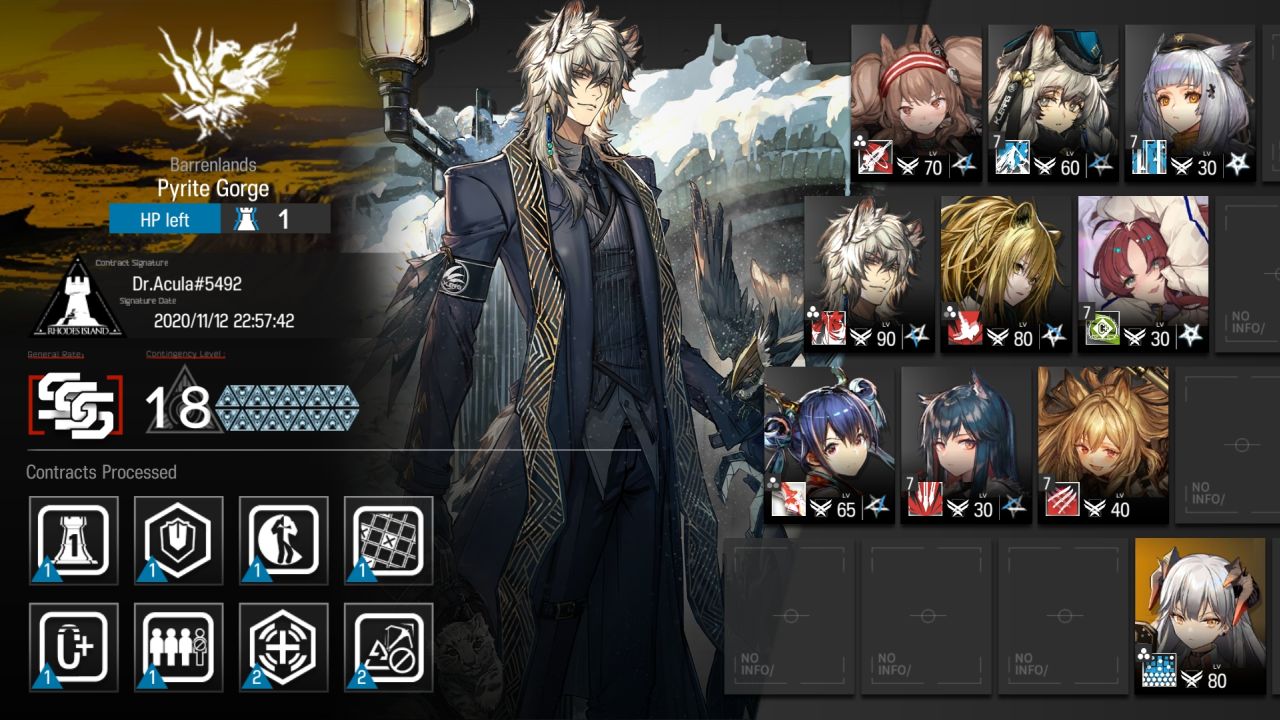 Barrenlands
Pyrite Gorge
HP left 1
Contract Signature
Dr.Acula#5492
Signature Date
2020/11/12 22:57:42
RHODES ISLAND
General Rate:
Contingency Level:
SSS
18
Contracts Processed
1
1 1 1 1
1 1 2 2
7 7
LV LV LV
70 60 30
7
LV LV LV
90 80 30
NO
INFO/
7 7
LV LV LV
65 30 40
NO
INFO/
NO
INFO/
NO
INFO/
NO
INFO/
LV
80